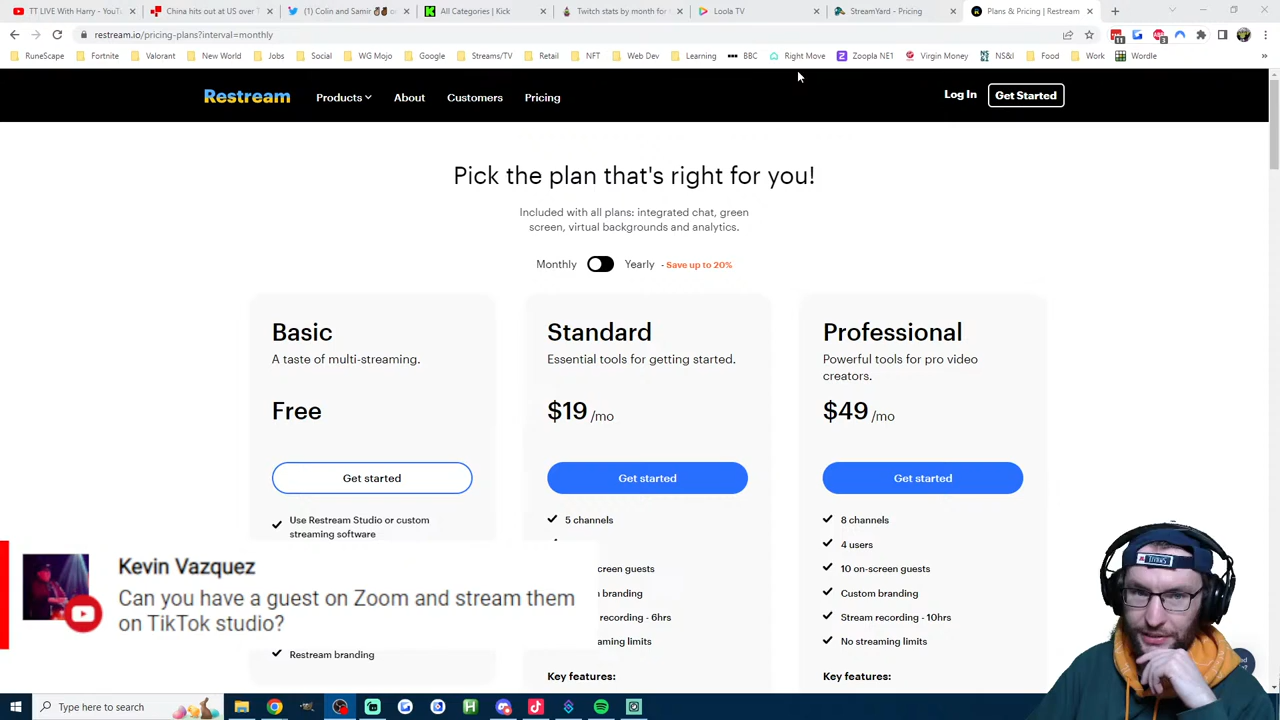 TT LIVE With Harry - YouTu
China hits out at US over T
(1) Colin and Samir
All Categories | Kick
Twitch stats by month for
Loola TV
StreamYard - Pricing
Plans & Pricing | Restream
restream.io/pricing-plans?interval=monthly
RuneScape
Fortnite
Valorant
New World
Jobs
Social
WG Mojo
Google
Streams/TV
Retail
NFT
Web Dev
Learning
BBC
Right Move
Zoopla NE1
Virgin Money
NS&I
Food
Work
Wordle
Restream
Products
About
Customers
Pricing
Log In
Get Started
Pick the plan that's right for you!
Included with all plans: integrated chat, green
screen, virtual backgrounds and analytics.
Monthly
Yearly - Save up to 20%
Basic
A taste of multi-streaming.
Free
Get started
Use Restream Studio or custom
streaming software
Restream branding
Standard
Essential tools for getting started.
$19 /mo
Get started
5 channels
guests
branding
recording - 6hrs
limits
Key features:
Professional
Powerful tools for pro video
creators.
$49 /mo
Get started
8 channels
4 users
10 on-screen guests
Custom branding
Stream recording - 10hrs
No streaming limits
Key features:
Kevin Vazquez
Can you have a guest on Zoom and stream them
on TikTok studio?
Type here to search